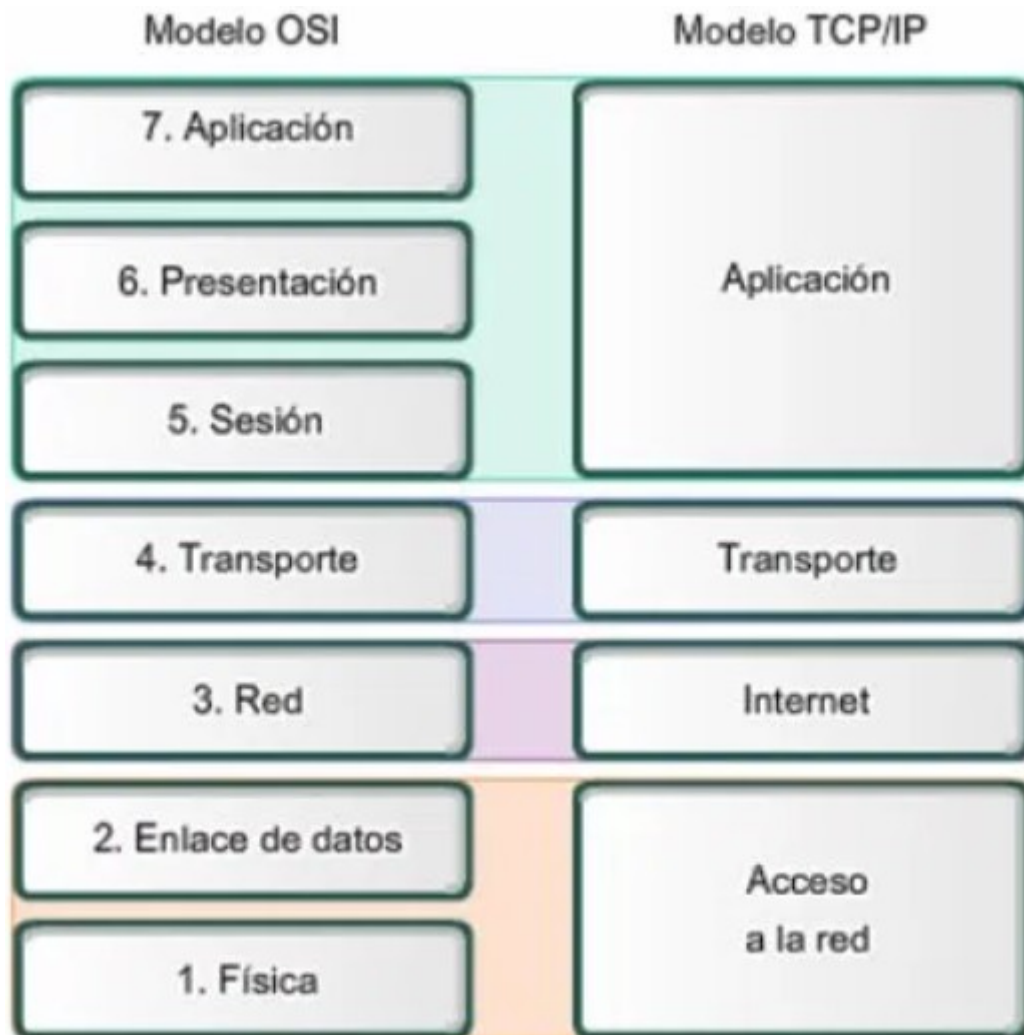 Modelo OSI
Modelo TCP/IP
7. Aplicación
6. Presentación
5. Sesión
4. Transporte
3. Red
2. Enlace de datos
1. Física
Aplicación
Transporte
Internet
Acceso
a la red